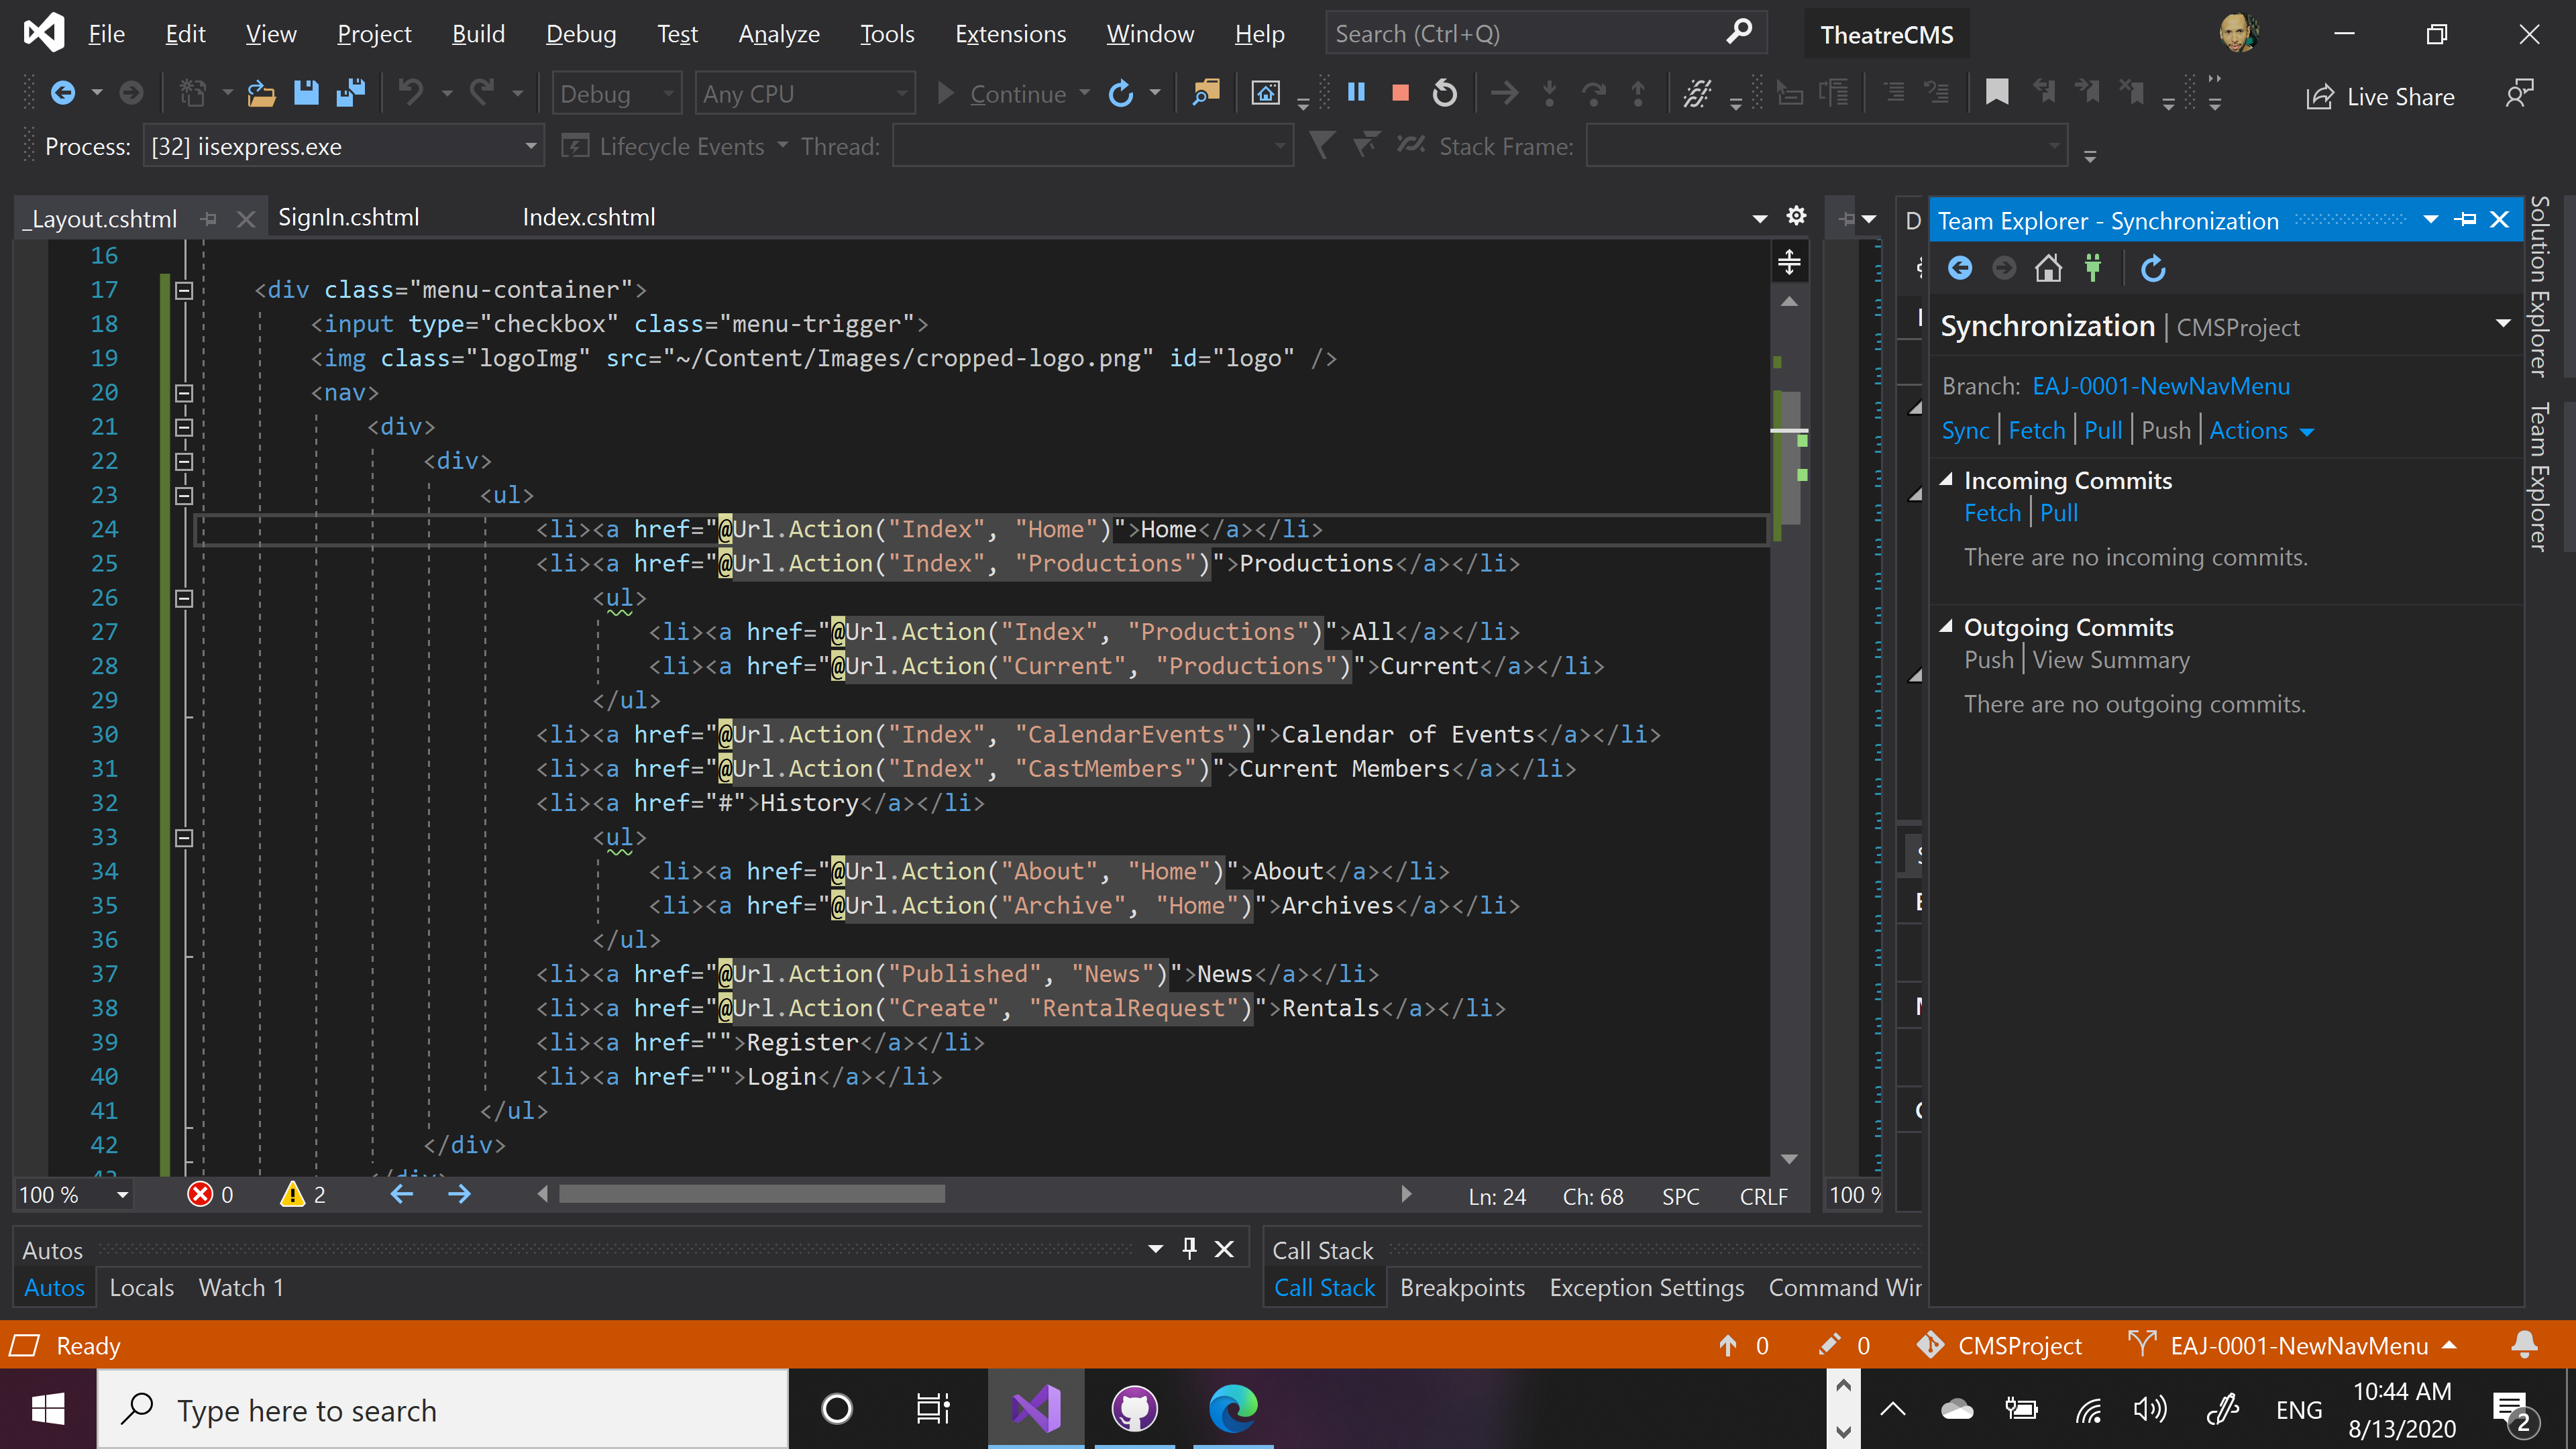 File Edit View Project Build Debug Test Analyze Tools Extensions Window Help Search (Ctrl+Q) TheatreCMS
Debug Any CPU Continue Live Share
Process: [32] iisexpress.exe Lifecycle Events Thread: Stack Frame:
_Layout.cshtml SignIn.cshtml Index.cshtml
16
17 <div class="menu-container">
18 <input type="checkbox" class="menu-trigger">
19 <img class="logoImg" src="~/Content/Images/cropped-logo.png" id="logo" />
20 <nav>
21 <div>
22 <div>
23 <ul>
24 <li><a href="@Url.Action("Index", "Home")">Home</a></li>
25 <li><a href="@Url.Action("Index", "Productions")">Productions</a></li>
26 <ul>
27 <li><a href="@Url.Action("Index", "Productions")">All</a></li>
28 <li><a href="@Url.Action("Current", "Productions")">Current</a></li>
29 </ul>
30 <li><a href="@Url.Action("Index", "CalendarEvents")">Calendar of Events</a></li>
31 <li><a href="@Url.Action("Index", "CastMembers")">Current Members</a></li>
32 <li><a href="#">History</a></li>
33 <ul>
34 <li><a href="@Url.Action("About", "Home")">About</a></li>
35 <li><a href="@Url.Action("Archive", "Home")">Archives</a></li>
36 </ul>
37 <li><a href="@Url.Action("Published", "News")">News</a></li>
38 <li><a href="@Url.Action("Create", "RentalRequest")">Rentals</a></li>
39 <li><a href="">Register</a></li>
40 <li><a href="">Login</a></li>
41 </ul>
42 </div>
100 % 0 2 Ln: 24 Ch: 68 SPC CRLF 100 %
Team Explorer - Synchronization
Synchronization | CMSProject
Branch: EAJ-0001-NewNavMenu
Sync | Fetch | Pull | Push | Actions
Incoming Commits
Fetch | Pull
There are no incoming commits.
Outgoing Commits
Push | View Summary
There are no outgoing commits.
Solution Explorer
Team Explorer
Autos
Autos Locals Watch 1
Call Stack
Call Stack Breakpoints Exception Settings Command Wir
Ready 0 0 CMSProject EAJ-0001-NewNavMenu
Type here to search
ENG
10:44 AM
8/13/2020
2